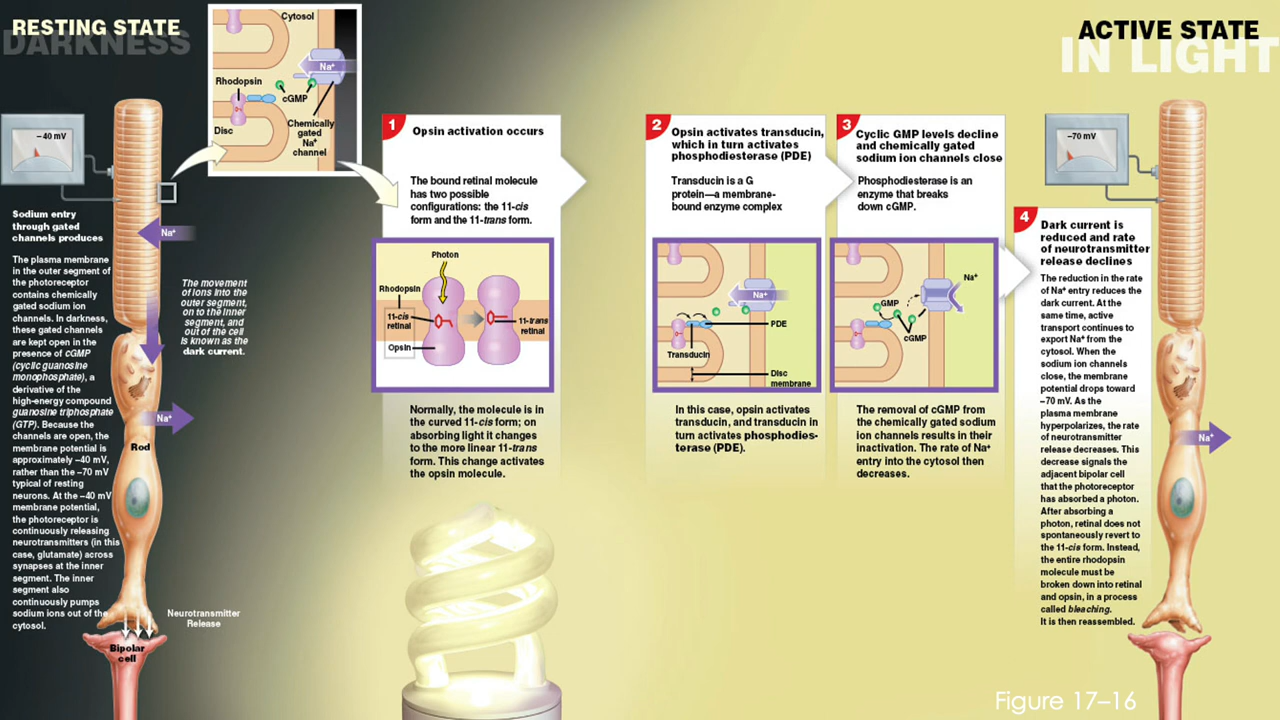 RESTING STATE
DARKNESS
– 40 mV
Sodium entry
through gated
channels produces
The plasma membrane
in the outer segment of
the photoreceptor
contains chemically
gated sodium ion
channels. In darkness,
these gated channels
are kept open in the
presence of cGMP
(cyclic guanosine
monophosphate), a
derivative of the
high-energy compound
guanosine triphosphate
(GTP). Because the
channels are open, the
membrane potential is
approximately –40 mV,
rather than the –70 mV
typical of resting
neurons. At the –40 mV
membrane potential,
the photoreceptor is
continuously releasing
neurotransmitters (in this
case, glutamate) across
synapses at the inner
segment. The inner
segment also
continuously pumps
sodium ions out of the
cytosol.
Na+
The movement
of ions into the
outer segment,
on to the inner
segment, and
out of the cell
is known as the
dark current.
Na+
Rod
Neurotransmitter
Release
Bipolar
cell
Cytosol
Na+
Rhodopsin
cGMP
Disc
Chemically
gated
Na+
channel
1
Opsin activation occurs
The bound retinal molecule
has two possible
configurations: the 11-cis
form and the 11-trans form.
Photon
Rhodopsin
11-cis
retinal
Opsin
11-trans
retinal
Normally, the molecule is in
the curved 11-cis form; on
absorbing light it changes
to the more linear 11-trans
form. This change activates
the opsin molecule.
2
Opsin activates transducin,
which in turn activates
phosphodiesterase (PDE)
Transducin is a G
protein—a membrane-
bound enzyme complex
Na+
PDE
Transducin
Disc
membrane
In this case, opsin activates
transducin, and transducin in
turn activates phosphodies-
terase (PDE).
3
Cyclic GMP levels decline
and chemically gated
sodium ion channels close
Phosphodiesterase is an
enzyme that breaks
down cGMP.
Na+
GMP
cGMP
The removal of cGMP from
the chemically gated sodium
ion channels results in their
inactivation. The rate of Na+
entry into the cytosol then
decreases.
ACTIVE STATE
IN LIGHT
–70 mV
4
Dark current is
reduced and rate
of neurotransmitter
release declines
The reduction in the rate
of Na+ entry reduces the
dark current. At the
same time, active
transport continues to
export Na+ from the
cytosol. When the
sodium ion channels
close, the membrane
potential drops toward
–70 mV. As the
plasma membrane
hyperpolarizes, the rate
of neurotransmitter
release decreases. This
decrease signals the
adjacent bipolar cell
that the photoreceptor
has absorbed a photon.
After absorbing a
photon, retinal does not
spontaneously revert to
the 11-cis form. Instead,
the entire rhodopsin
molecule must be
broken down into retinal
and opsin, in a process
called bleaching.
It is then reassembled.
Na+
Figure 17–16